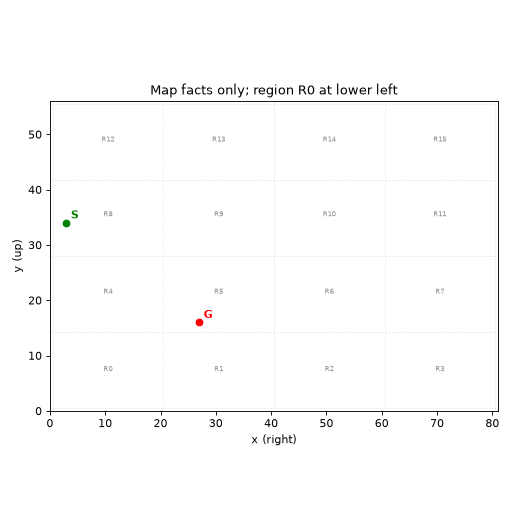 Map facts only; region R0 at lower left
50
40
30
20
10
0
y (up)
R12 R13 R14 R15
S
R8 R9 R10 R11
R4 R5 R6 R7
G
R0 R1 R2 R3
0 10 20 30 40 50 60 70 80
x (right)